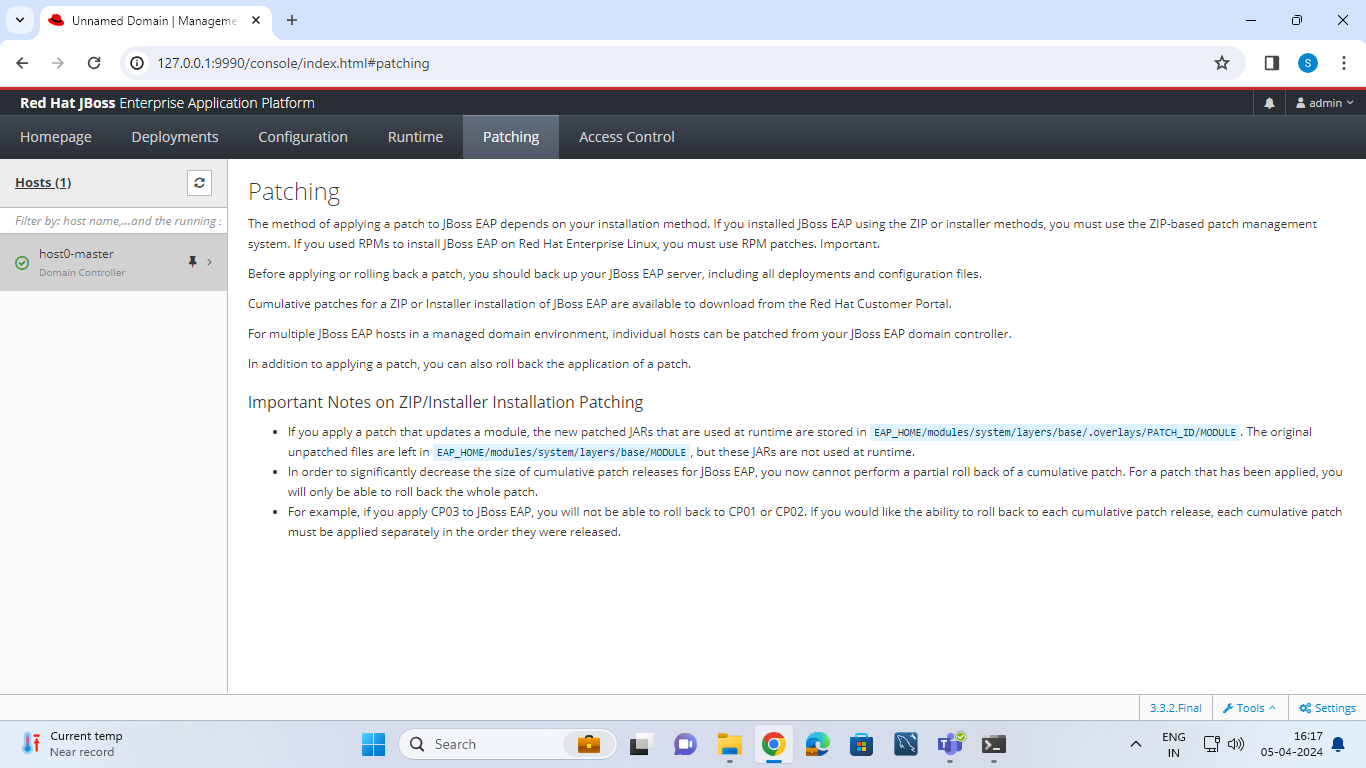 Unnamed Domain | Manageme
127.0.0.1:9990/console/index.html#patching
S
Red Hat JBoss Enterprise Application Platform
admin
Homepage Deployments Configuration Runtime Patching Access Control
Hosts (1)
Filter by: host name,...and the running s
host0-master
Domain Controller
Patching
The method of applying a patch to JBoss EAP depends on your installation method. If you installed JBoss EAP using the ZIP or installer methods, you must use the ZIP-based patch management
system. If you used RPMs to install JBoss EAP on Red Hat Enterprise Linux, you must use RPM patches. Important.
Before applying or rolling back a patch, you should back up your JBoss EAP server, including all deployments and configuration files.
Cumulative patches for a ZIP or Installer installation of JBoss EAP are available to download from the Red Hat Customer Portal.
For multiple JBoss EAP hosts in a managed domain environment, individual hosts can be patched from your JBoss EAP domain controller.
In addition to applying a patch, you can also roll back the application of a patch.
Important Notes on ZIP/Installer Installation Patching
• If you apply a patch that updates a module, the new patched JARs that are used at runtime are stored in EAP_HOME/modules/system/layers/base/.overlays/PATCH_ID/MODULE . The original
unpatched files are left in EAP_HOME/modules/system/layers/base/MODULE , but these JARs are not used at runtime.
• In order to significantly decrease the size of cumulative patch releases for JBoss EAP, you now cannot perform a partial roll back of a cumulative patch. For a patch that has been applied, you
will only be able to roll back the whole patch.
• For example, if you apply CP03 to JBoss EAP, you will not be able to roll back to CP01 or CP02. If you would like the ability to roll back to each cumulative patch release, each cumulative patch
must be applied separately in the order they were released.
3.3.2.Final Tools Settings
Current temp
Near record
Search
ENG
IN
16:17
05-04-2024